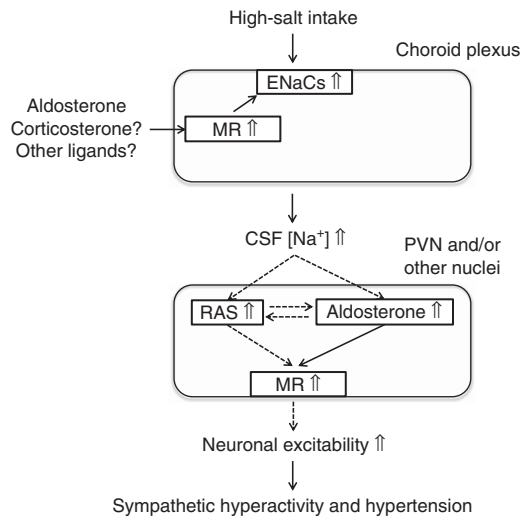 High-salt intake
Choroid plexus
ENaCs ⇑
Aldosterone
Corticosterone?
Other ligands?
MR ⇑
CSF [Na⁺] ⇑
PVN and/or
other nuclei
RAS ⇑
Aldosterone ⇑
MR ⇑
Neuronal excitability ⇑
Sympathetic hyperactivity and hypertension